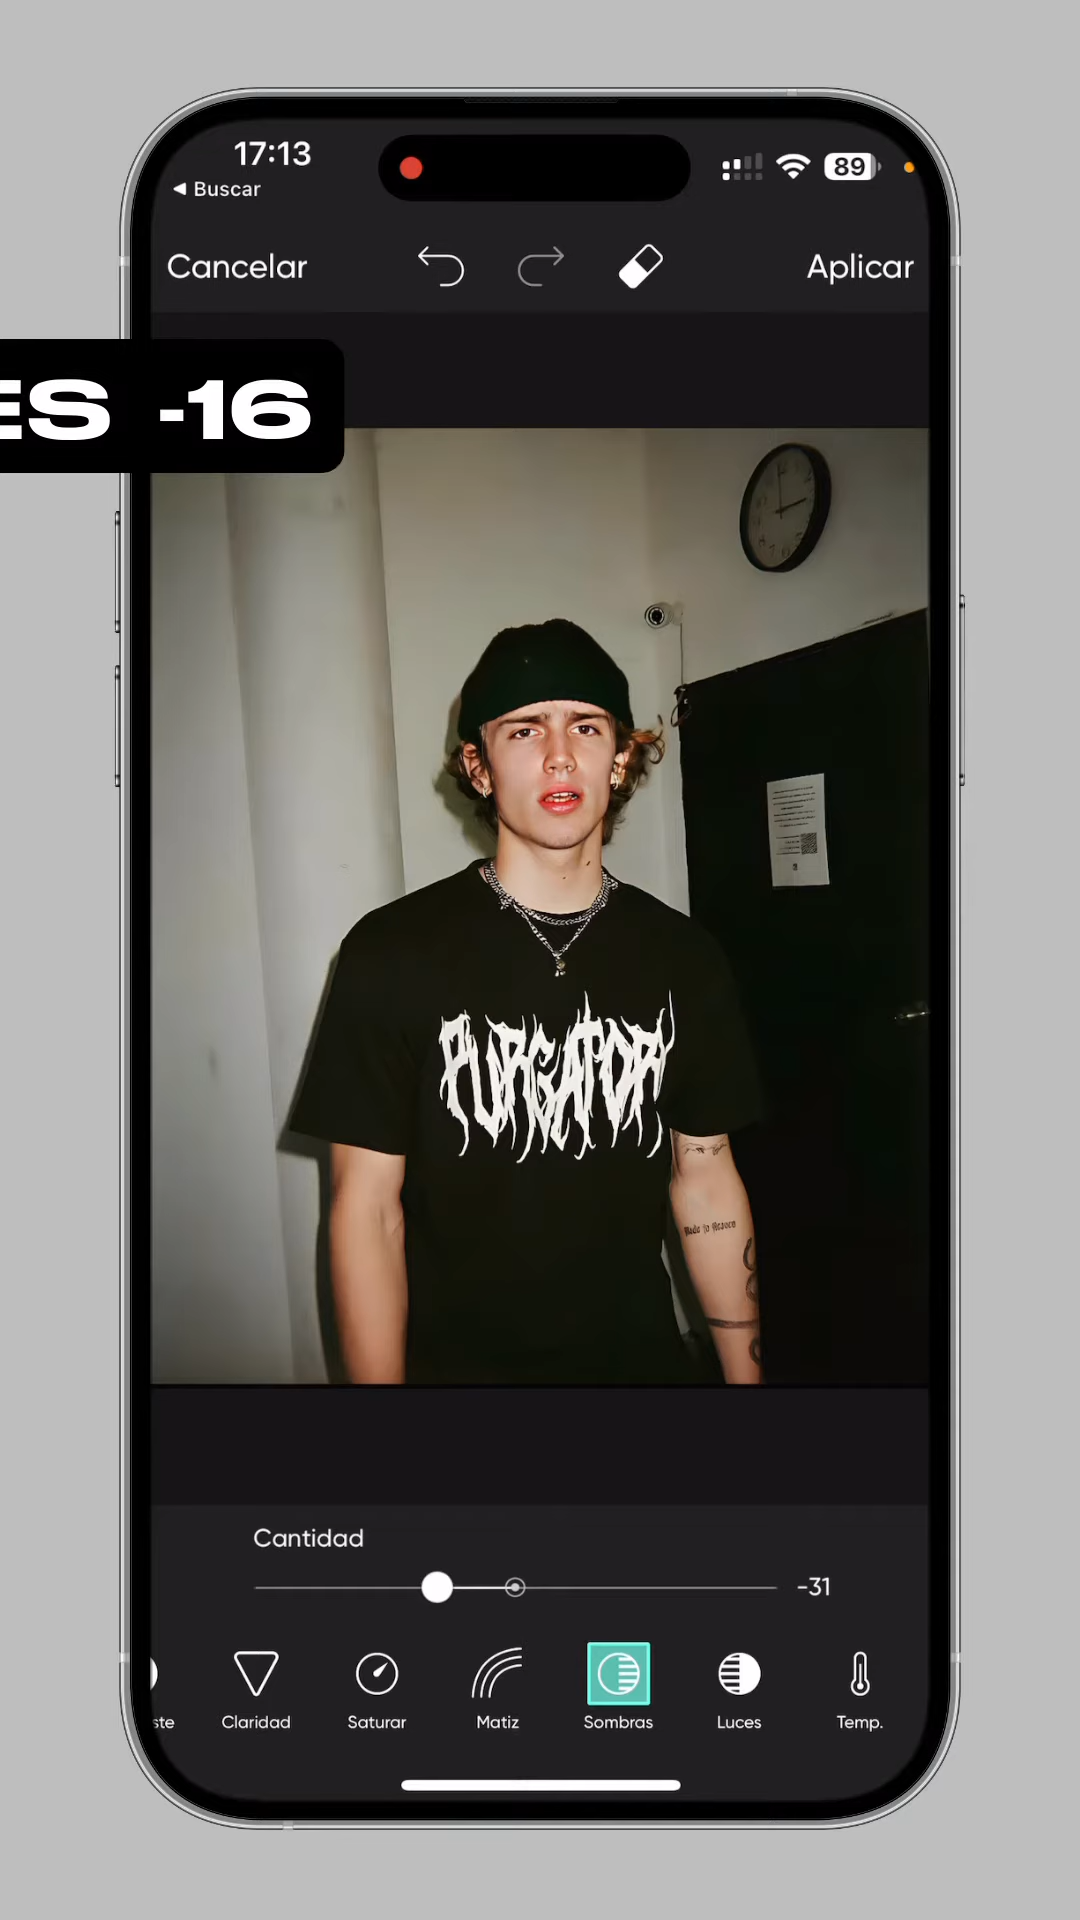 17:13
Buscar
89
Cancelar
Aplicar
ES -16
PURGATORY
Cantidad
-31
ste
Claridad
Saturar
Matiz
Sombras
Luces
Temp.